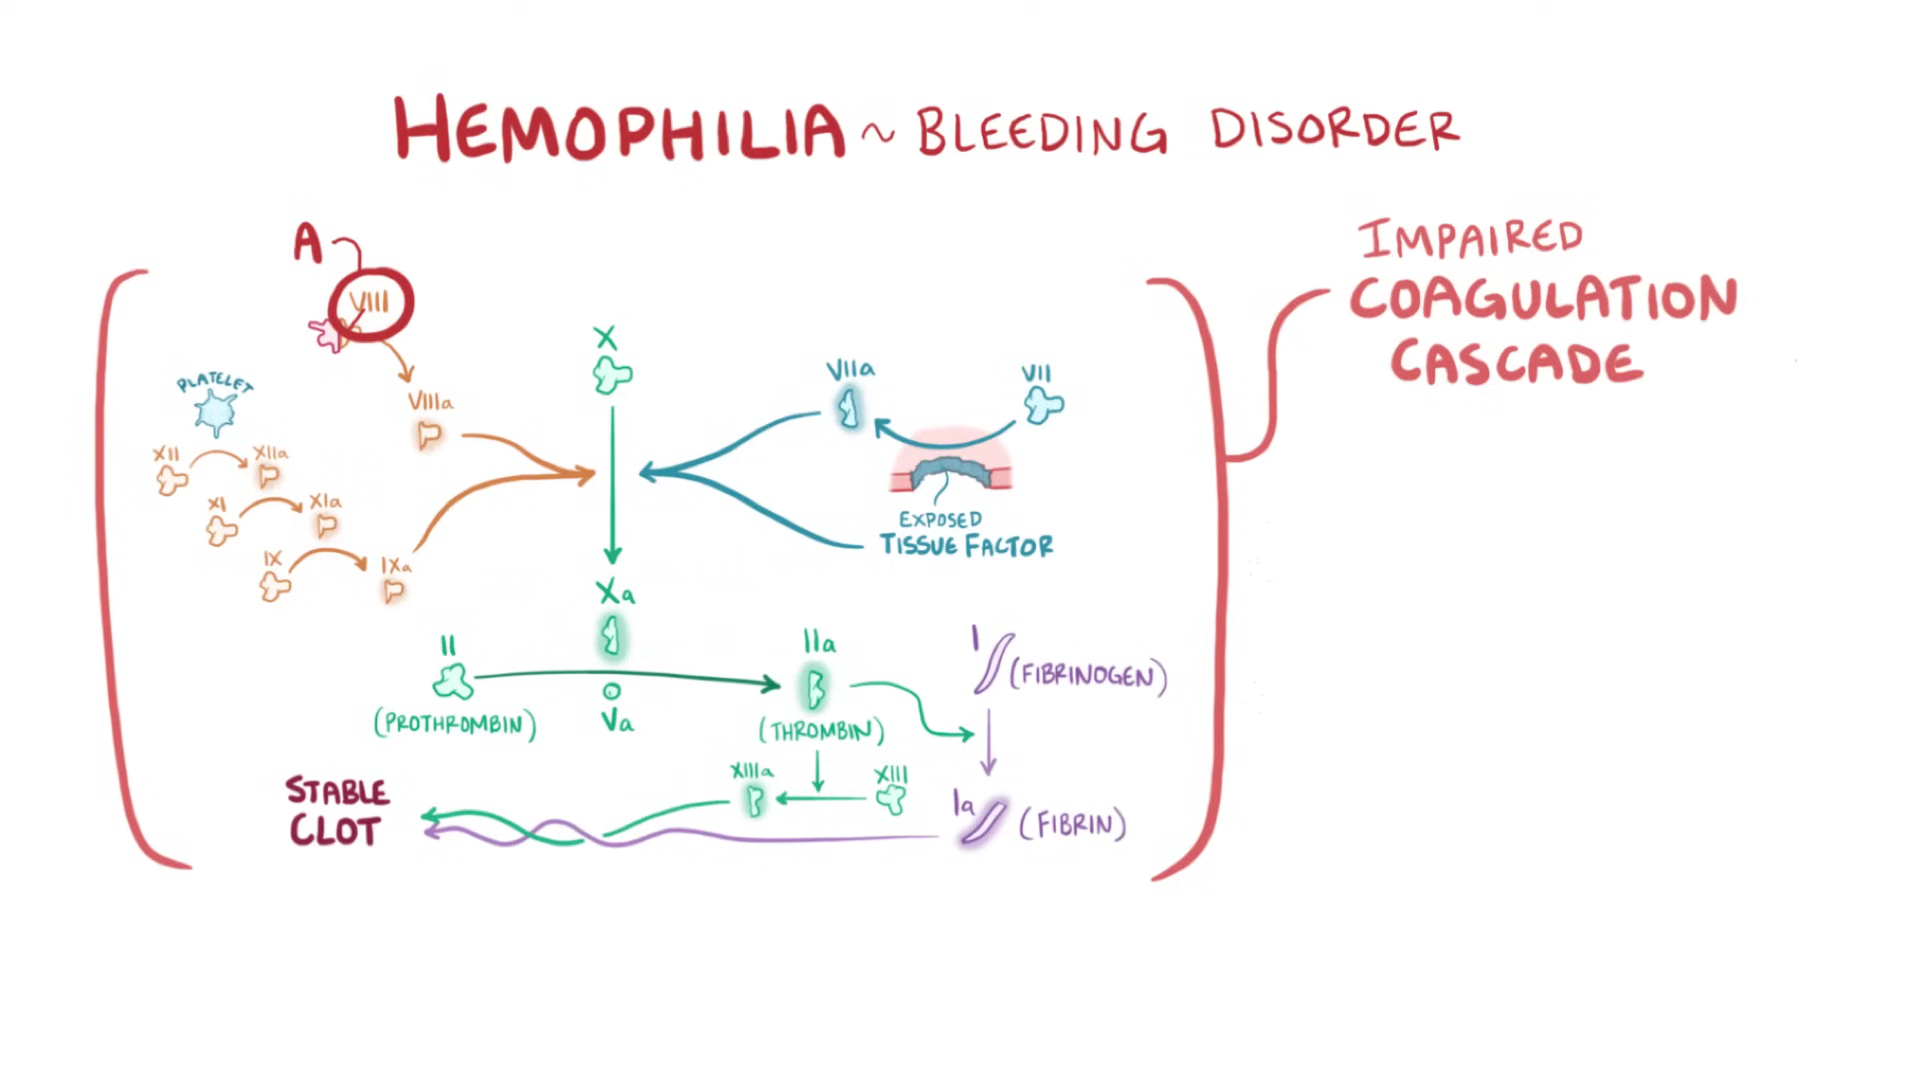 HEMOPHILIA ~ BLEEDING DISORDER
IMPAIRED
COAGULATION
CASCADE
A
VIII
VIIIa
PLATELET
XII
XIIa
XI
XIa
IX
IXa
X
Xa
VIIa
VII
EXPOSED
TISSUE FACTOR
II
(PROTHROMBIN)
Va
IIa
(THROMBIN)
I
(FIBRINOGEN)
XIIIa
XIII
Ia
(FIBRIN)
STABLE
CLOT